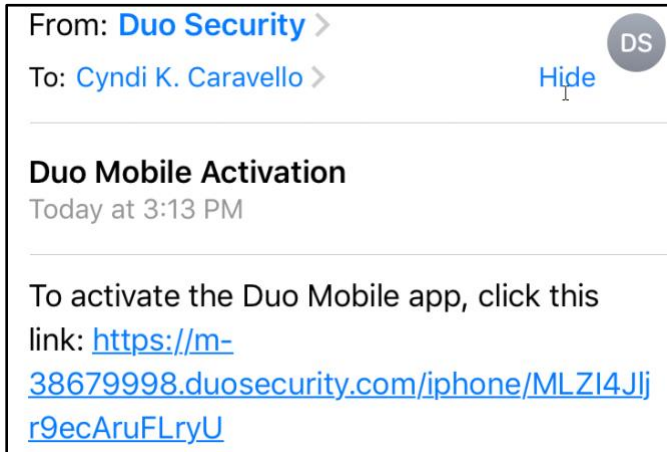 From: Duo Security >
DS
To: Cyndi K. Caravello >
Hide
Duo Mobile Activation
Today at 3:13 PM
To activate the Duo Mobile app, click this
link: https://m-
38679998.duosecurity.com/iphone/MLZI4Jlj
r9ecAruFLryU